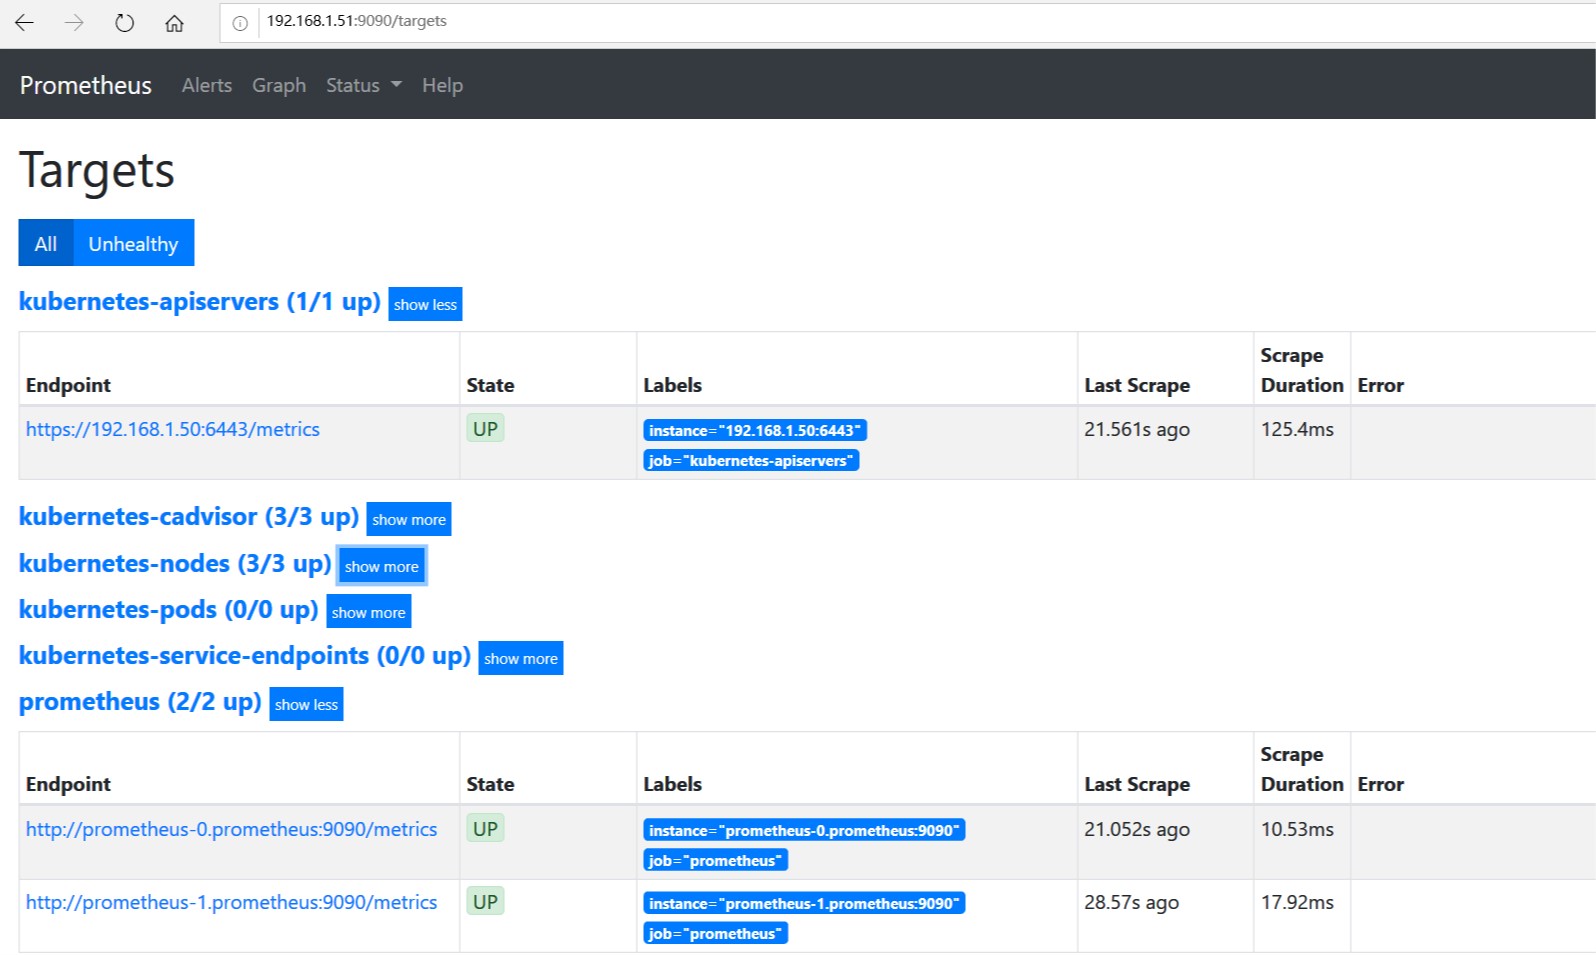 192.168.1.51:9090/targets
Prometheus Alerts Graph Status Help
Targets
All Unhealthy
kubernetes-apiservers (1/1 up) show less
Endpoint State Labels Last Scrape Scrape Duration Error
https://192.168.1.50:6443/metrics UP instance="192.168.1.50:6443" 21.561s ago 125.4ms
job="kubernetes-apiservers"
kubernetes-cadvisor (3/3 up) show more
kubernetes-nodes (3/3 up) show more
kubernetes-pods (0/0 up) show more
kubernetes-service-endpoints (0/0 up) show more
prometheus (2/2 up) show less
Endpoint State Labels Last Scrape Scrape Duration Error
http://prometheus-0.prometheus:9090/metrics UP instance="prometheus-0.prometheus:9090" 21.052s ago 10.53ms
job="prometheus"
http://prometheus-1.prometheus:9090/metrics UP instance="prometheus-1.prometheus:9090" 28.57s ago 17.92ms
job="prometheus"